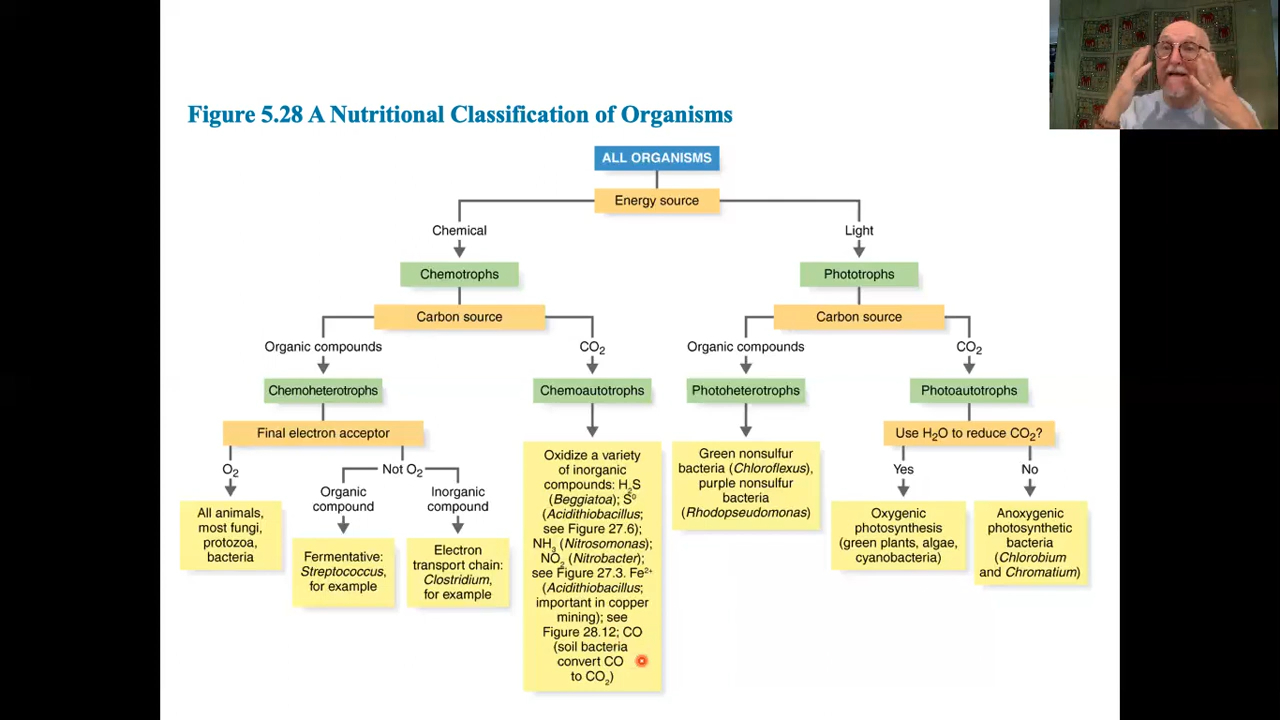 Figure 5.28 A Nutritional Classification of Organisms
ALL ORGANISMS
Energy source
Chemical
Light
Chemotrophs
Phototrophs
Carbon source
Carbon source
Organic compounds
CO₂
Organic compounds
CO₂
Chemoheterotrophs
Chemoautotrophs
Photoheterotrophs
Photoautotrophs
Final electron acceptor
Use H₂O to reduce CO₂?
O₂
Not O₂
Yes
No
Organic
compound
Inorganic
compound
All animals,
most fungi,
protozoa,
bacteria
Fermentative:
Streptococcus,
for example
Electron
transport chain:
Clostridium,
for example
Oxidize a variety
of inorganic
compounds: H₂S
(Beggiatoa); S⁰
(Acidithiobacillus;
see Figure 27.6);
NH₃ (Nitrosomonas);
NO₂ (Nitrobacter);
see Figure 27.3. Fe²⁺
(Acidithiobacillus;
important in copper
mining); see
Figure 28.12; CO
(soil bacteria
convert CO
to CO₂)
Green nonsulfur
bacteria (Chloroflexus),
purple nonsulfur
bacteria
(Rhodopseudomonas)
Oxygenic
photosynthesis
(green plants, algae,
cyanobacteria)
Anoxygenic
photosynthetic
bacteria
(Chlorobium
and Chromatium)